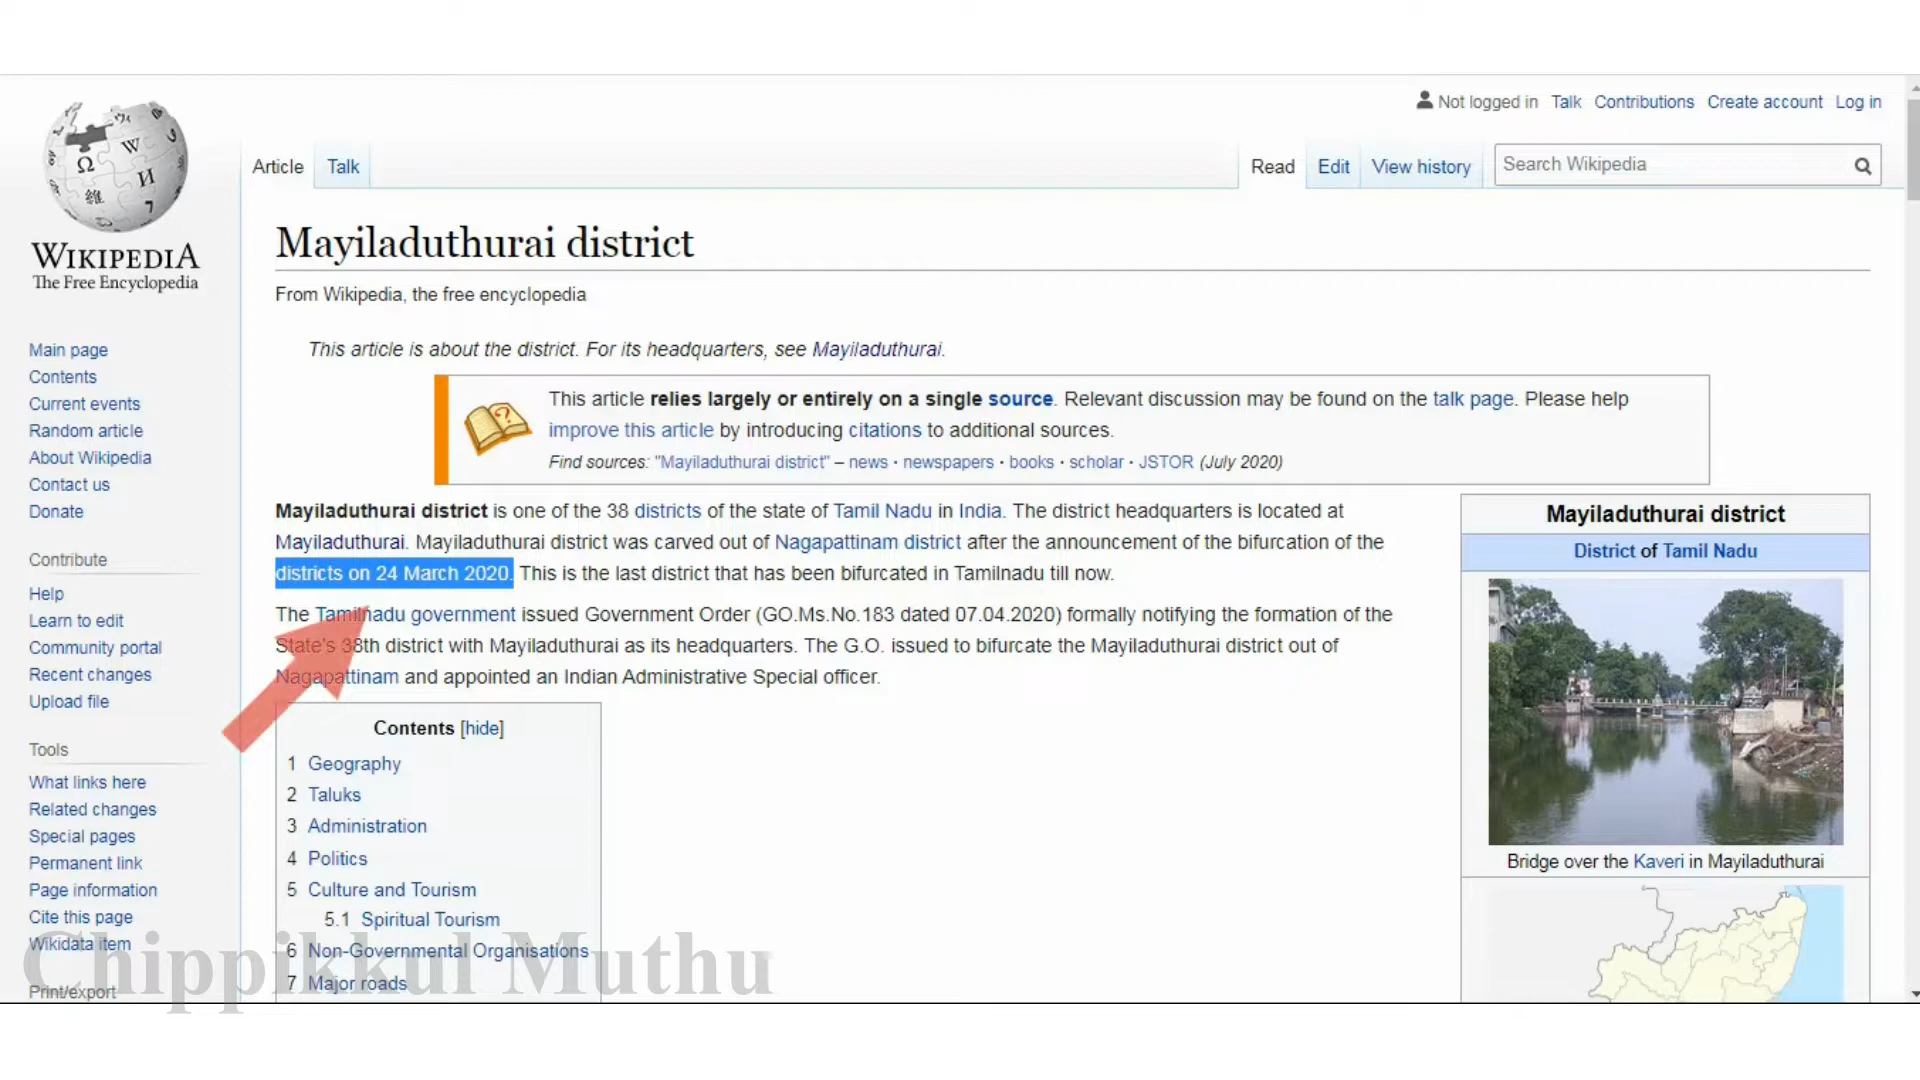 Not logged in Talk Contributions Create account Log in
Article Talk Read Edit View history Search Wikipedia
WIKIPEDIA
The Free Encyclopedia
Main page
Contents
Current events
Random article
About Wikipedia
Contact us
Donate
Contribute
Help
Learn to edit
Community portal
Recent changes
Upload file
Tools
What links here
Related changes
Special pages
Permanent link
Page information
Cite this page
Wikidata item
Print/export
Mayiladuthurai district
From Wikipedia, the free encyclopedia
This article is about the district. For its headquarters, see Mayiladuthurai.
This article relies largely or entirely on a single source. Relevant discussion may be found on the talk page. Please help
improve this article by introducing citations to additional sources.
Find sources: "Mayiladuthurai district" – news · newspapers · books · scholar · JSTOR (July 2020)
Mayiladuthurai district is one of the 38 districts of the state of Tamil Nadu in India. The district headquarters is located at
Mayiladuthurai. Mayiladuthurai district was carved out of Nagapattinam district after the announcement of the bifurcation of the
districts on 24 March 2020. This is the last district that has been bifurcated in Tamilnadu till now.
The Tamilnadu government issued Government Order (GO.Ms.No.183 dated 07.04.2020) formally notifying the formation of the
State's 38th district with Mayiladuthurai as its headquarters. The G.O. issued to bifurcate the Mayiladuthurai district out of
Nagapattinam and appointed an Indian Administrative Special officer.
Contents [hide]
1 Geography
2 Taluks
3 Administration
4 Politics
5 Culture and Tourism
5.1 Spiritual Tourism
6 Non-Governmental Organisations
7 Major roads
Mayiladuthurai district
District of Tamil Nadu
Bridge over the Kaveri in Mayiladuthurai
Chippikkul Muthu